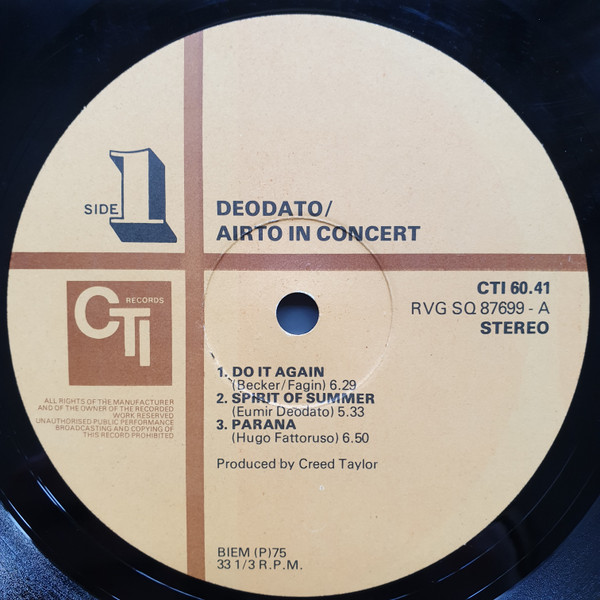 SIDE 1
DEODATO/
AIRTO IN CONCERT
CTI RECORDS
CTI 60.41
RVG SQ 87699 - A
STEREO
1. DO IT AGAIN
(Becker/Fagin) 6.29
2. SPIRIT OF SUMMER
(Eumir Deodato) 5.33
3. PARANA
(Hugo Fattoruso) 6.50
Produced by Creed Taylor
ALL RIGHTS OF THE MANUFACTURER
AND OF THE OWNER OF THE RECORDED
WORK RESERVED
UNAUTHORISED PUBLIC PERFORMANCE
BROADCASTING AND COPYING OF
THIS RECORD PROHIBITED
BIEM (P)75
33 1/3 R.P.M.